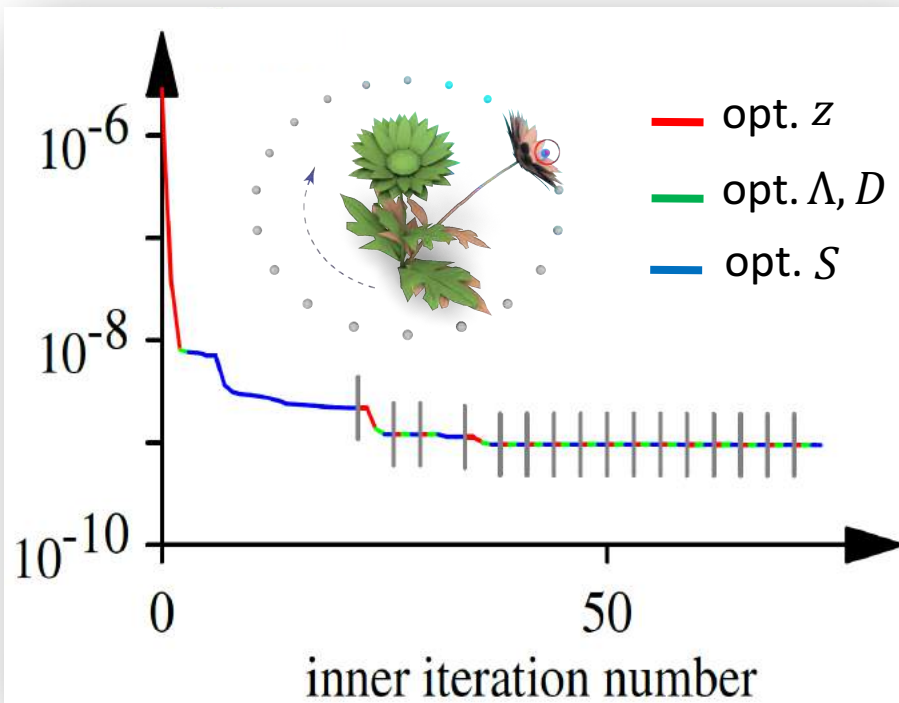 opt. z
opt. Λ, D
opt. S
10-6
10-8
10-10
0
50
inner iteration number